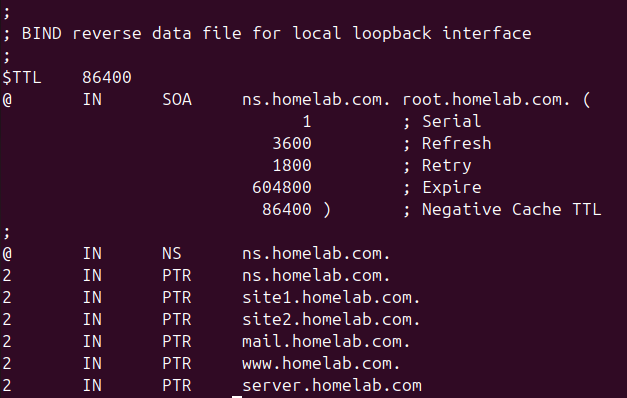 ;
; BIND reverse data file for local loopback interface
;
$TTL    86400
@       IN      SOA     ns.homelab.com. root.homelab.com. (
                              1         ; Serial
                           3600         ; Refresh
                           1800         ; Retry
                         604800         ; Expire
                          86400 )       ; Negative Cache TTL
;
@       IN      NS      ns.homelab.com.
2       IN      PTR     ns.homelab.com.
2       IN      PTR     site1.homelab.com.
2       IN      PTR     site2.homelab.com.
2       IN      PTR     mail.homelab.com.
2       IN      PTR     www.homelab.com.
2       IN      PTR     server.homelab.com